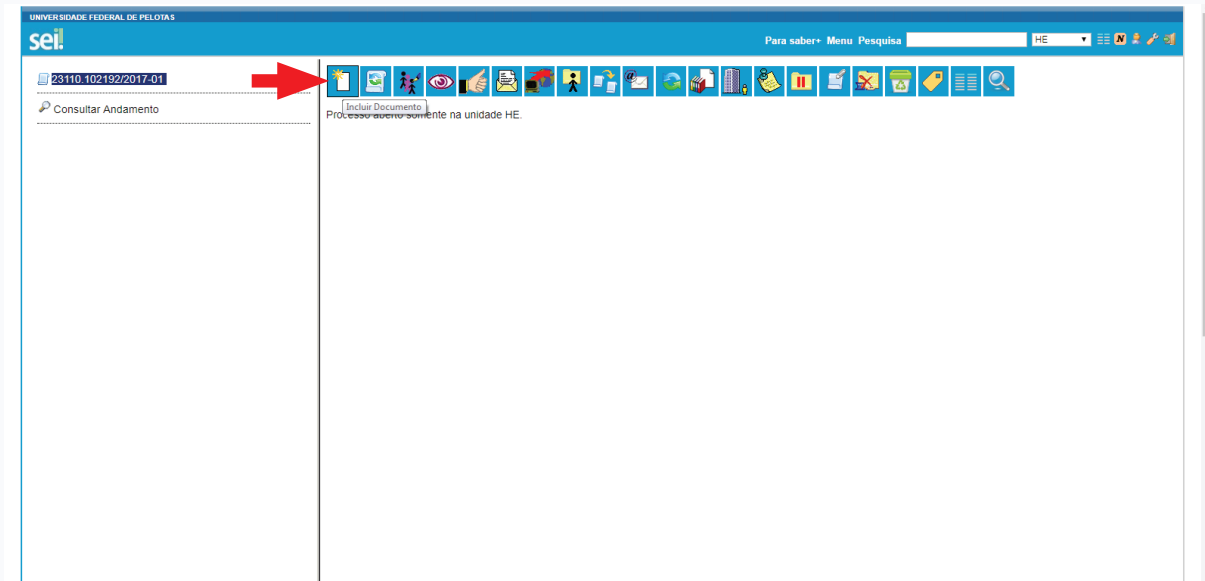 UNIVERSIDADE FEDERAL DE PELOTAS
sei!
Para saber+ Menu Pesquisa HE N
23110.102192/2017-01
Consultar Andamento
Incluir Documento
Processo aberto somente na unidade HE.